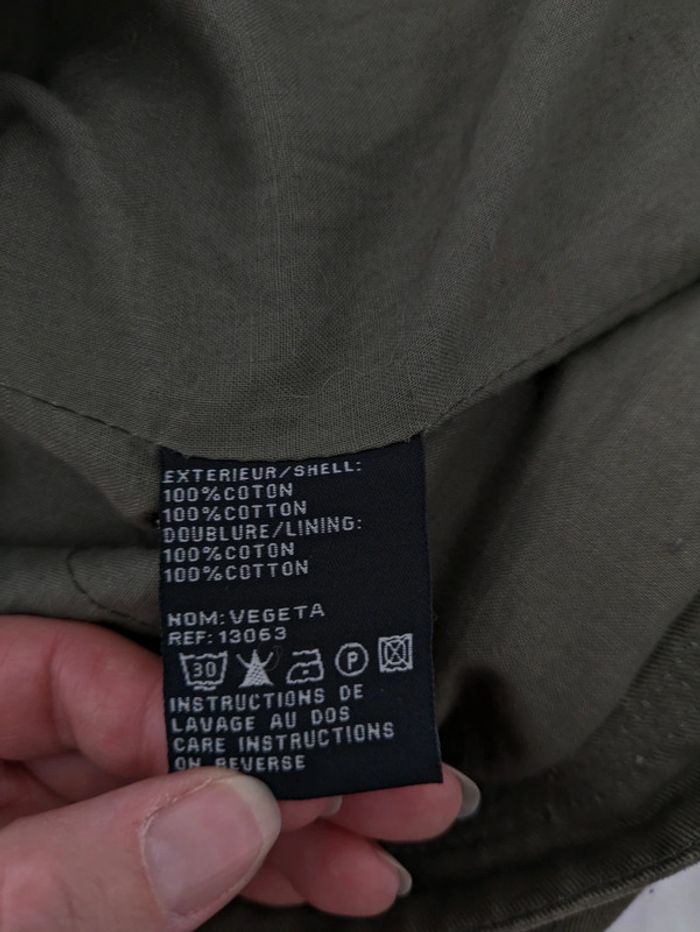 EXTERIEUR/SHELL:
100%COTON
100%COTTON
DOUBLURE/LINING:
100%COTON
100%COTTON
NOM:VEGETA
REF:13063
30 P
INSTRUCTIONS DE
LAVAGE AU DOS
CARE INSTRUCTIONS
ON REVERSE